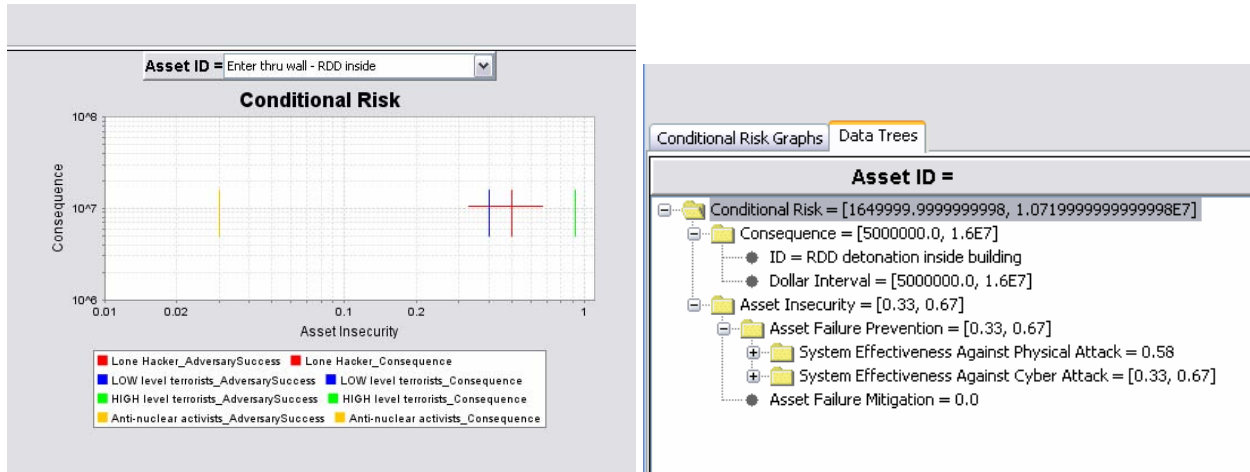 Asset ID = Enter thru wall - RDD inside
Conditional Risk
10^8
10^7
10^6
Consequence
0.01 0.02 0.1 0.2 1
Asset Insecurity
Lone Hacker_AdversarySuccess Lone Hacker_Consequence
LOW level terrorists_AdversarySuccess LOW level terrorists_Consequence
HIGH level terrorists_AdversarySuccess HIGH level terrorists_Consequence
Anti-nuclear activists_AdversarySuccess Anti-nuclear activists_Consequence
Conditional Risk Graphs Data Trees
Asset ID =
Conditional Risk = [1649999.9999999998, 1.0719999999999998E7]
Consequence = [5000000.0, 1.6E7]
ID = RDD detonation inside building
Dollar Interval = [5000000.0, 1.6E7]
Asset Insecurity = [0.33, 0.67]
Asset Failure Prevention = [0.33, 0.67]
System Effectiveness Against Physical Attack = 0.58
System Effectiveness Against Cyber Attack = [0.33, 0.67]
Asset Failure Mitigation = 0.0